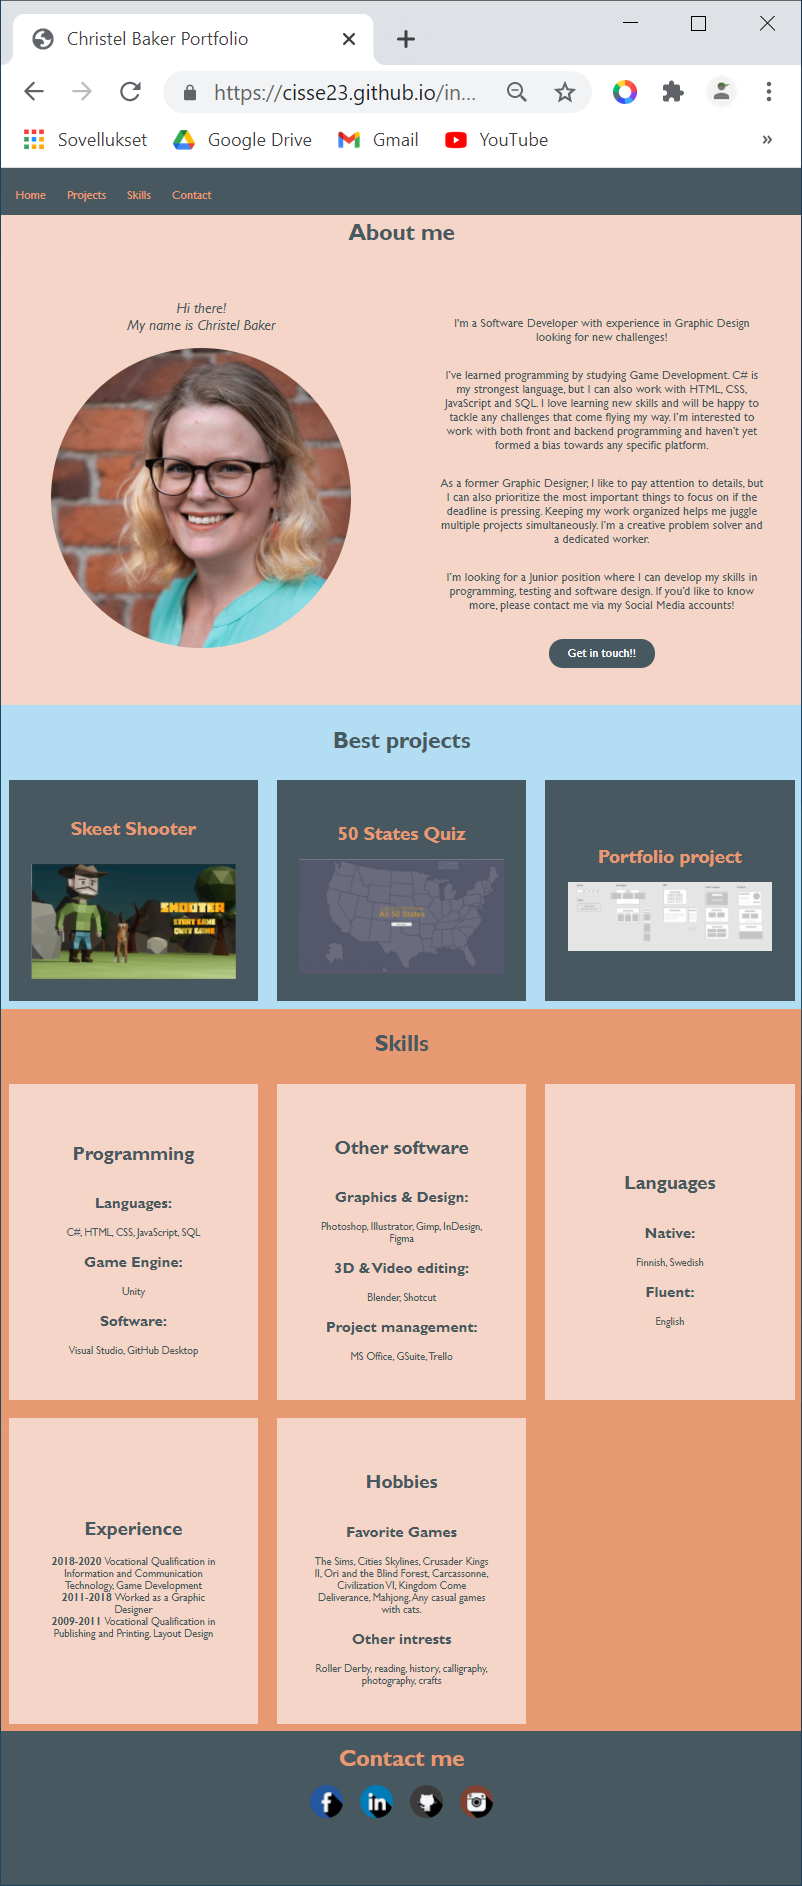 Christel Baker Portfolio
https://cisse23.github.io/in...
Sovellukset
Google Drive
Gmail
YouTube
»
Home
Projects
Skills
Contact
About me
Hi there!
My name is Christel Baker
I'm a Software Developer with experience in Graphic Design
looking for new challenges!
I've learned programming by studying Game Development. C# is
my strongest language, but I can also work with HTML, CSS,
JavaScript and SQL. I love learning new skills and will be happy to
tackle any challenges that come flying my way. I'm interested to
work with both front and backend programming and haven't yet
formed a bias towards any specific platform.
As a former Graphic Designer, I like to pay attention to details, but
I can also prioritize the most important things to focus on if the
deadline is pressing. Keeping my work organized helps me juggle
multiple projects simultaneously. I'm a creative problem solver and
a dedicated worker.
I'm looking for a Junior position where I can develop my skills in
programming, testing and software design. If you'd like to know
more, please contact me via my Social Media accounts!
Get in touch!!
Best projects
Skeet Shooter
SHOOTER
START GAME
QUIT GAME
50 States Quiz
All 50 States
Portfolio project
Skills
Programming
Languages:
C#, HTML, CSS, JavaScript, SQL
Game Engine:
Unity
Software:
Visual Studio, GitHub Desktop
Other software
Graphics & Design:
Photoshop, Illustrator, Gimp, InDesign,
Figma
3D & Video editing:
Blender, Shotcut
Project management:
MS Office, GSuite, Trello
Languages
Native:
Finnish, Swedish
Fluent:
English
Experience
2018-2020 Vocational Qualification in
Information and Communication
Technology, Game Development
2011-2018 Worked as a Graphic
Designer
2009-2011 Vocational Qualification in
Publishing and Printing, Layout Design
Hobbies
Favorite Games
The Sims, Cities Skylines, Crusader Kings
II, Ori and the Blind Forest, Carcassonne,
Civilization VI, Kingdom Come
Deliverance, Mahjong, Any casual games
with cats.
Other intrests
Roller Derby, reading, history, calligraphy,
photography, crafts
Contact me
f
in